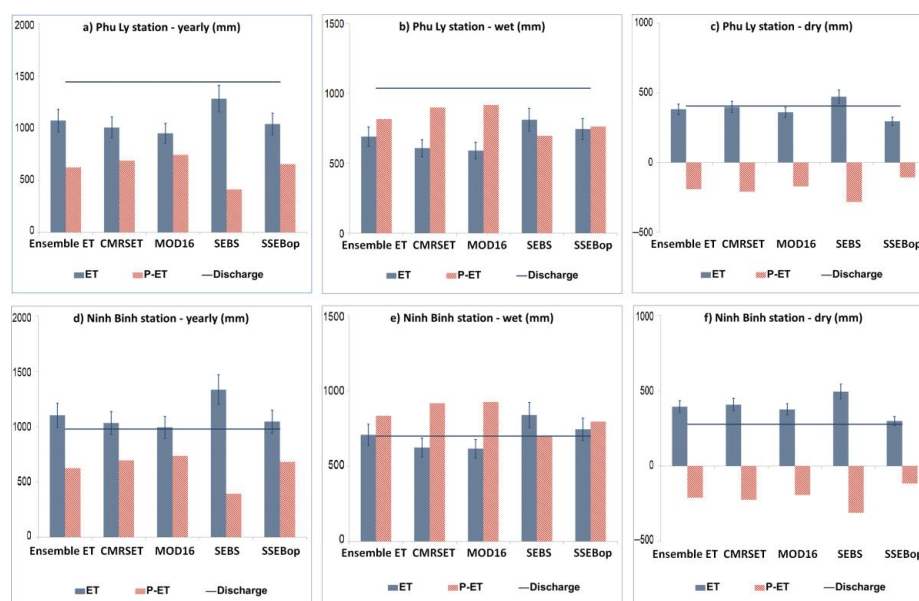 a) Phu Ly station - yearly (mm)
2000
1500
1000
500
0
Ensemble ET CMRSET MOD16 SEBS SSEBop
ET P-ET Discharge
b) Phu Ly station - wet (mm)
1500
1000
500
0
Ensemble ET CMRSET MOD16 SEBS SSEBop
ET P-ET Discharge
c) Phu Ly station - dry (mm)
1000
500
0
−500
Ensemble ET CMRSET MOD16 SEBS SSEBop
ET P-ET Discharge
d) Ninh Binh station - yearly (mm)
2000
1500
1000
500
0
Ensemble ET CMRSET MOD16 SEBS SSEBop
ET P-ET Discharge
e) Ninh Binh station - wet (mm)
1500
1000
500
0
Ensemble ET CMRSET MOD16 SEBS SSEBop
ET P-ET Discharge
f) Ninh Binh station - dry (mm)
1000
500
0
−500
Ensemble ET CMRSET MOD16 SEBS SSEBop
ET P-ET Discharge